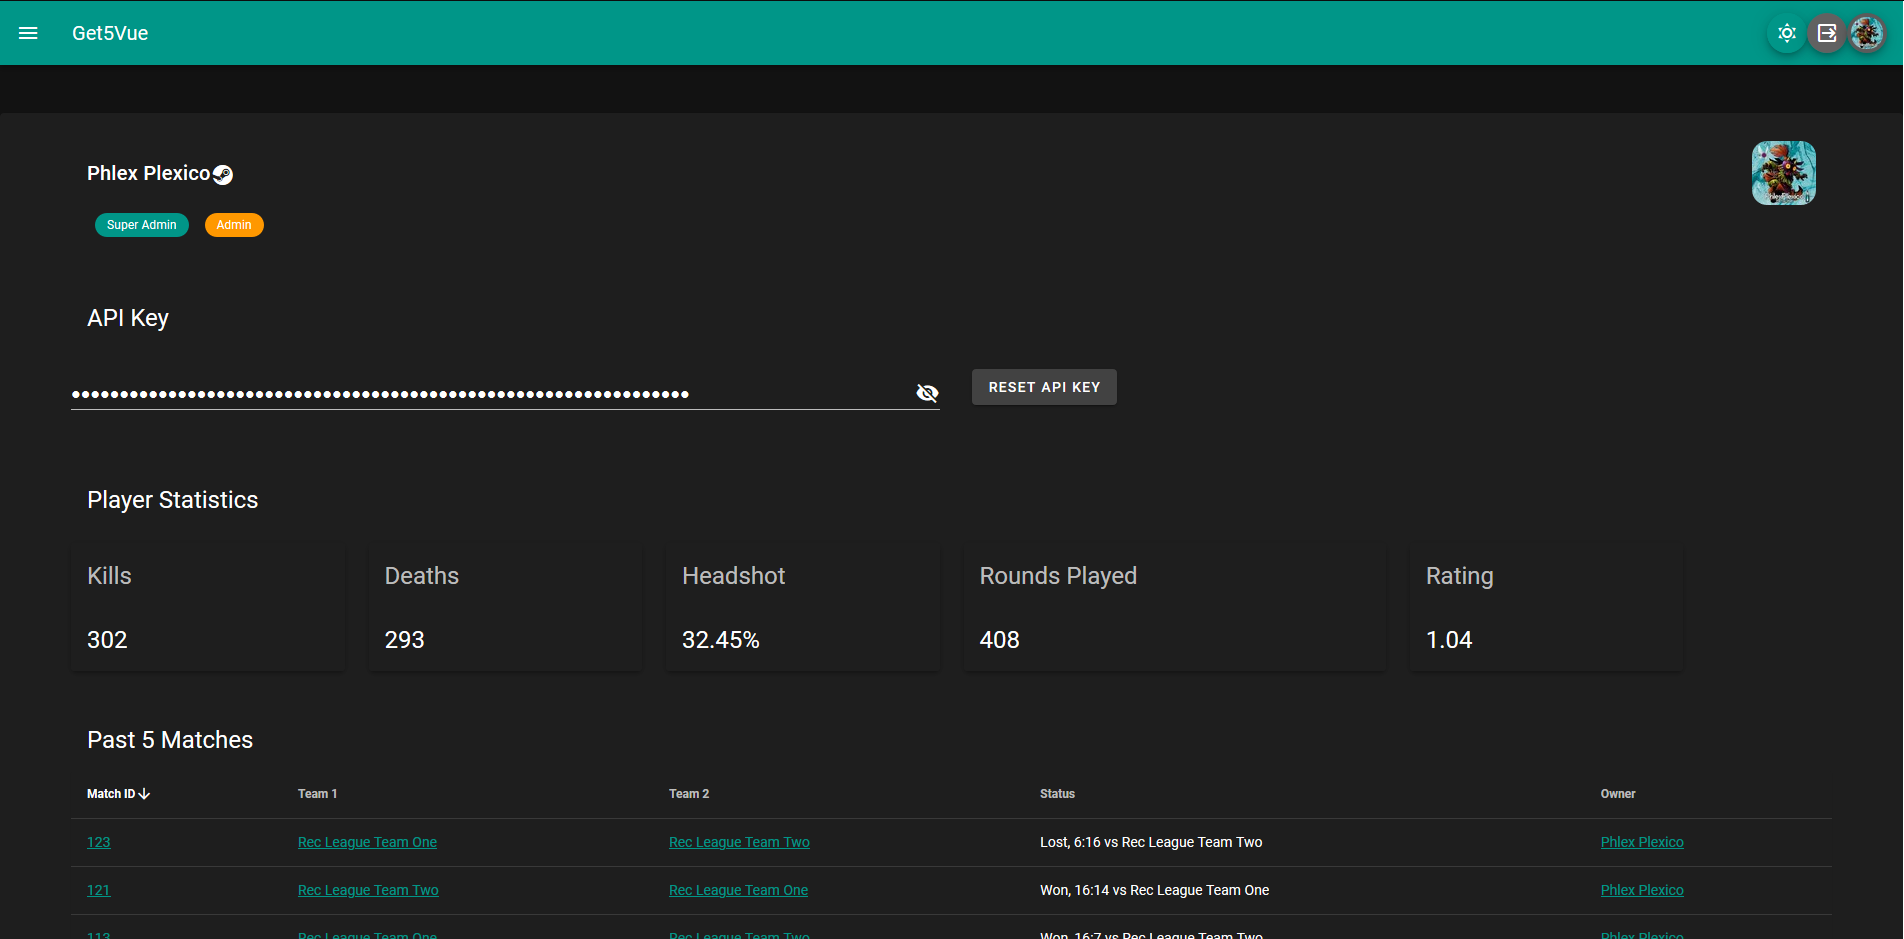 Get5Vue
Phlex Plexico
Super Admin Admin
API Key
RESET API KEY
Player Statistics
Kills Deaths Headshot Rounds Played Rating
302 293 32.45% 408 1.04
Past 5 Matches
Match ID Team 1 Team 2 Status Owner
123 Rec League Team One Rec League Team Two Lost, 6:16 vs Rec League Team Two Phlex Plexico
121 Rec League Team Two Rec League Team One Won, 16:14 vs Rec League Team One Phlex Plexico
113 Rec League Team One Rec League Team Two Won, 16:7 vs Rec League Team Two Phlex Plexico